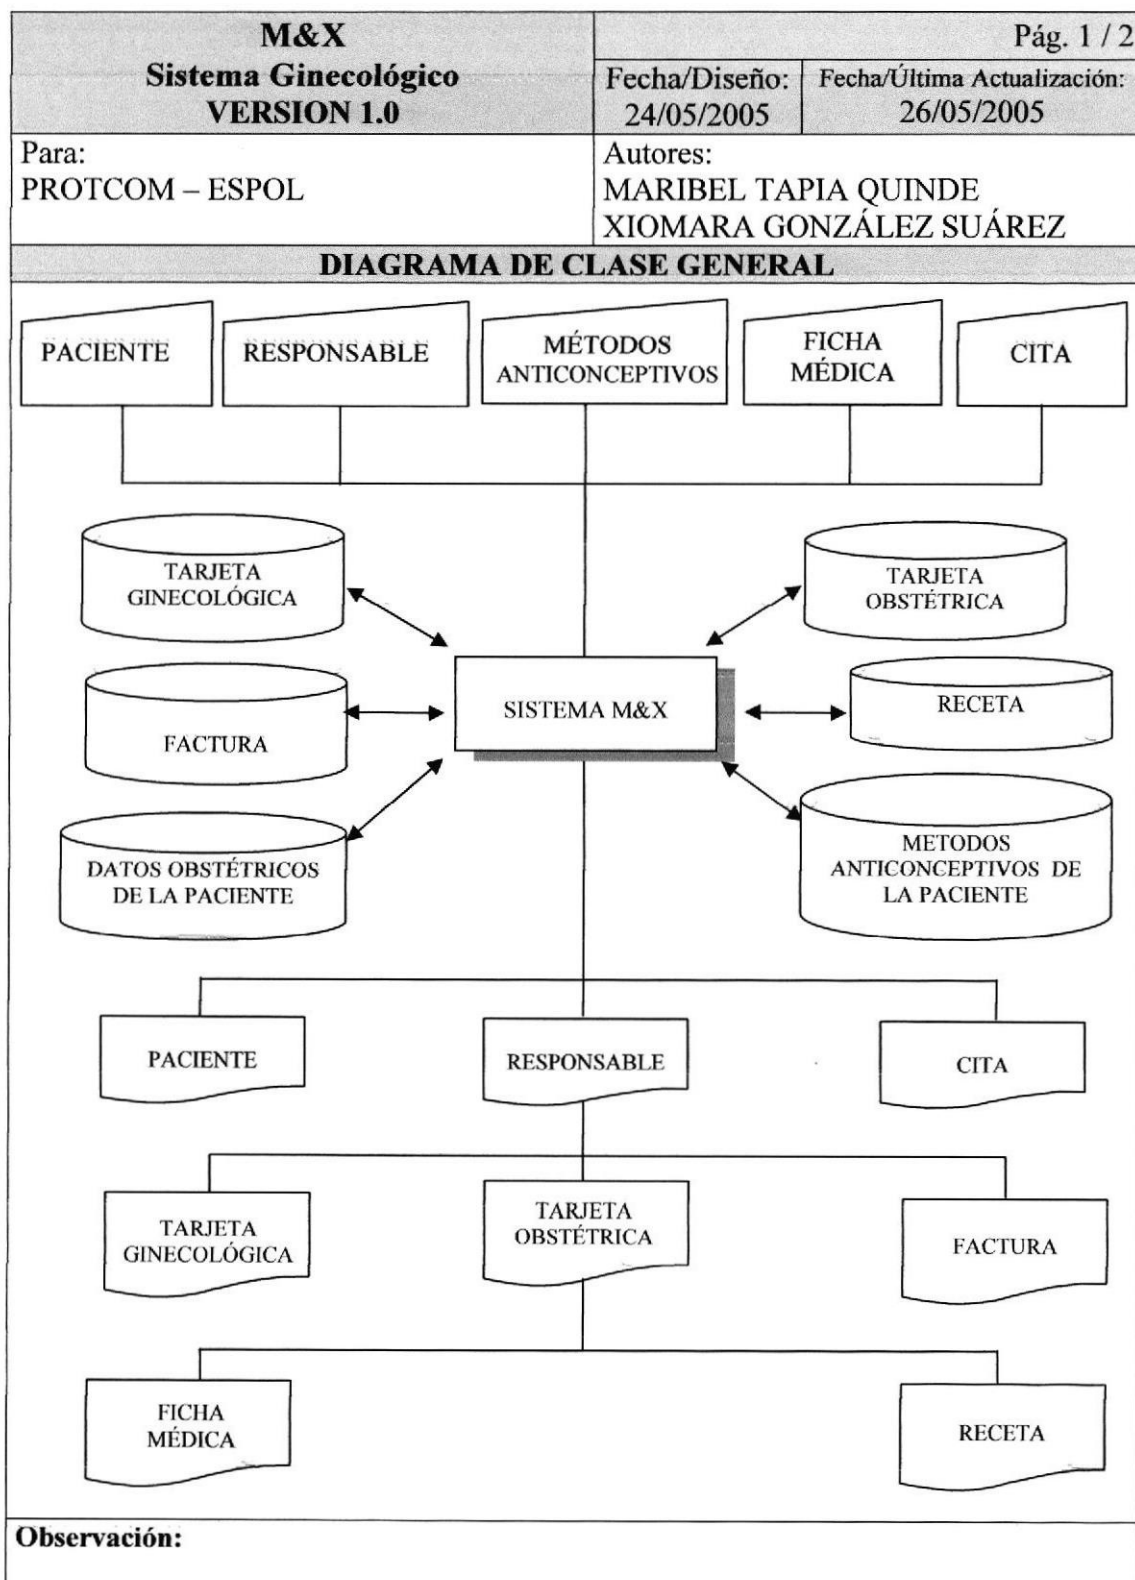 M&X
Sistema Ginecológico
VERSION 1.0
Pág. 1 / 2
Fecha/Diseño:
24/05/2005
Fecha/Última Actualización:
26/05/2005
Para:
PROTCOM – ESPOL
Autores:
MARIBEL TAPIA QUINDE
XIOMARA GONZÁLEZ SUÁREZ
DIAGRAMA DE CLASE GENERAL
PACIENTE
RESPONSABLE
MÉTODOS
ANTICONCEPTIVOS
FICHA
MÉDICA
CITA
TARJETA
GINECOLÓGICA
TARJETA
OBSTÉTRICA
FACTURA
SISTEMA M&X
RECETA
DATOS OBSTÉTRICOS
DE LA PACIENTE
METODOS
ANTICONCEPTIVOS DE
LA PACIENTE
PACIENTE
RESPONSABLE
CITA
TARJETA
GINECOLÓGICA
TARJETA
OBSTÉTRICA
FACTURA
FICHA
MÉDICA
RECETA
Observación: